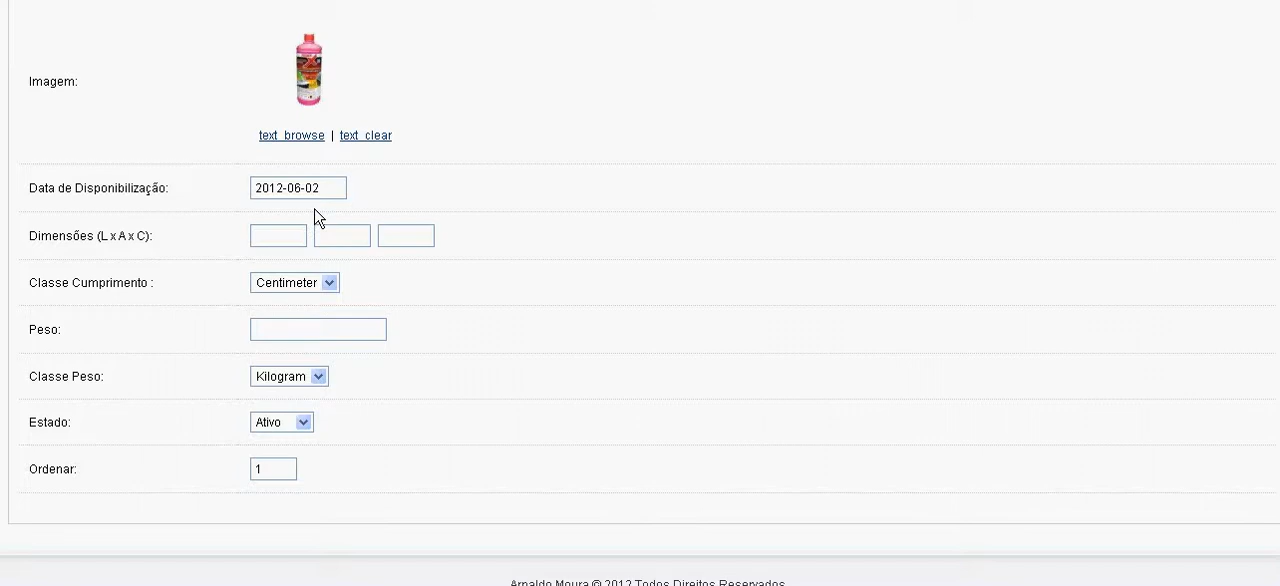 Imagem:
text_browse | text_clear
Data de Disponibilização: 2012-06-02
Dimensões (L x A x C):
Classe Cumprimento : Centimeter
Peso:
Classe Peso: Kilogram
Estado: Ativo
Ordenar: 1
Arnaldo Moura © 2012 Todos Direitos Reservados